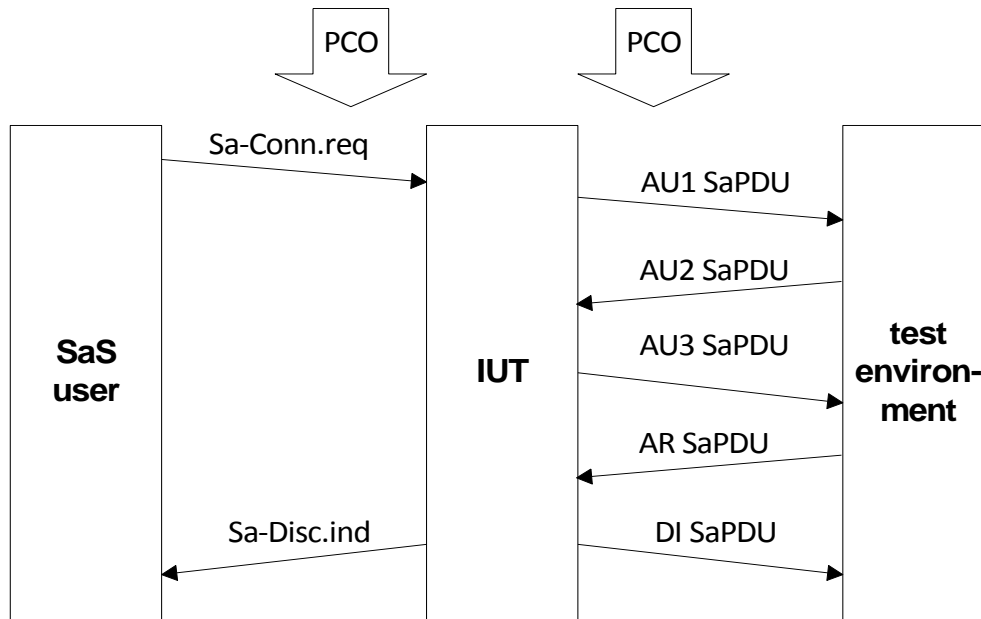 PCO
PCO
Sa-Conn.req
AU1 SaPDU
AU2 SaPDU
SaS
user
IUT
AU3 SaPDU
test
environ-
ment
AR SaPDU
Sa-Disc.ind
DI SaPDU